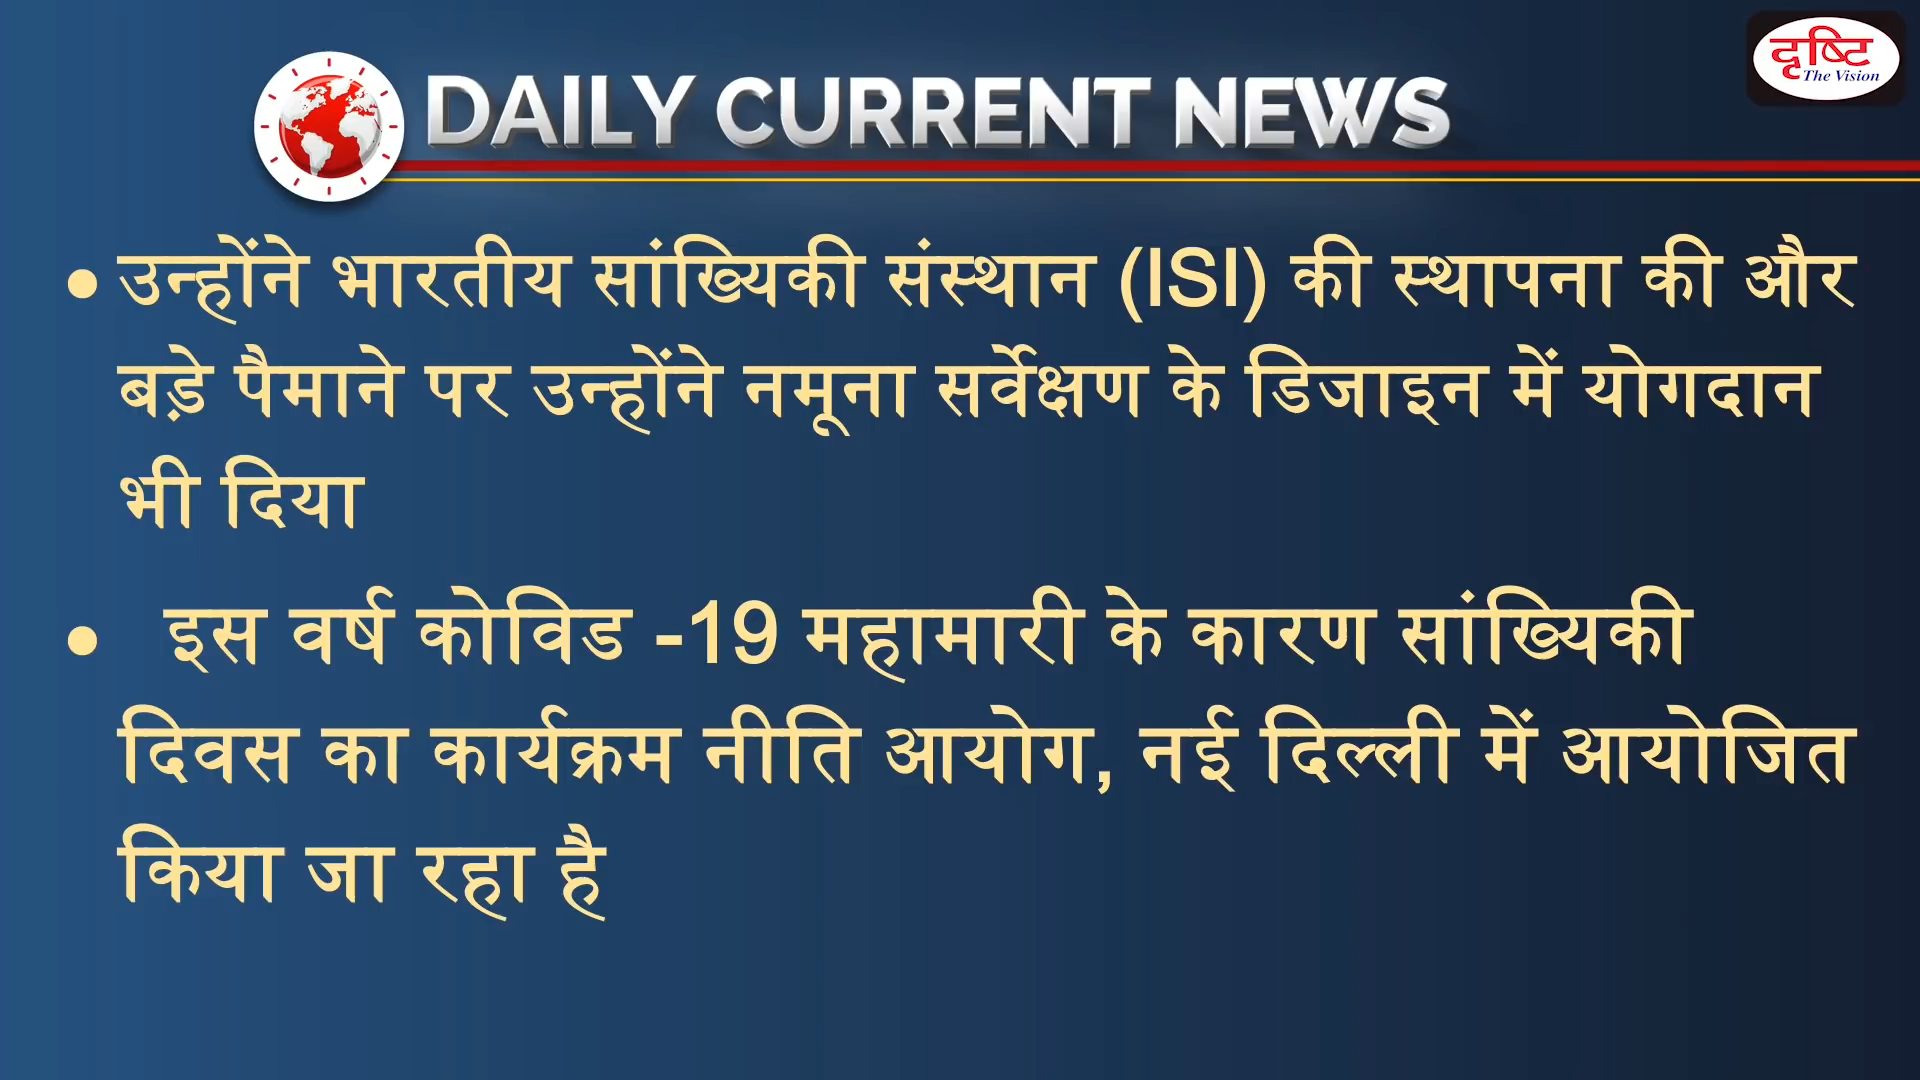 दृष्टि
The Vision
DAILY CURRENT NEWS
• उन्होंने भारतीय सांख्यिकी संस्थान (ISI) की स्थापना की और
बड़े पैमाने पर उन्होंने नमूना सर्वेक्षण के डिजाइन में योगदान
भी दिया
• इस वर्ष कोविड -19 महामारी के कारण सांख्यिकी
दिवस का कार्यक्रम नीति आयोग, नई दिल्ली में आयोजित
किया जा रहा है